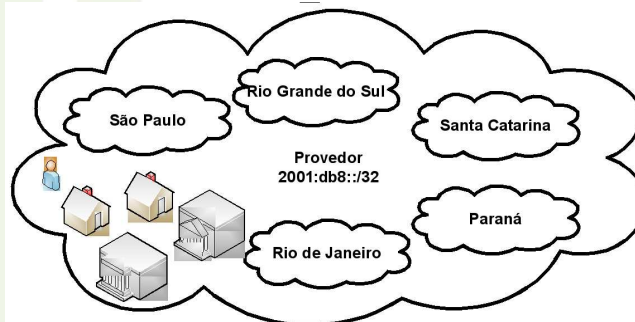 Rio Grande do Sul
São Paulo
Santa Catarina
Provedor
2001:db8::/32
Paraná
Rio de Janeiro